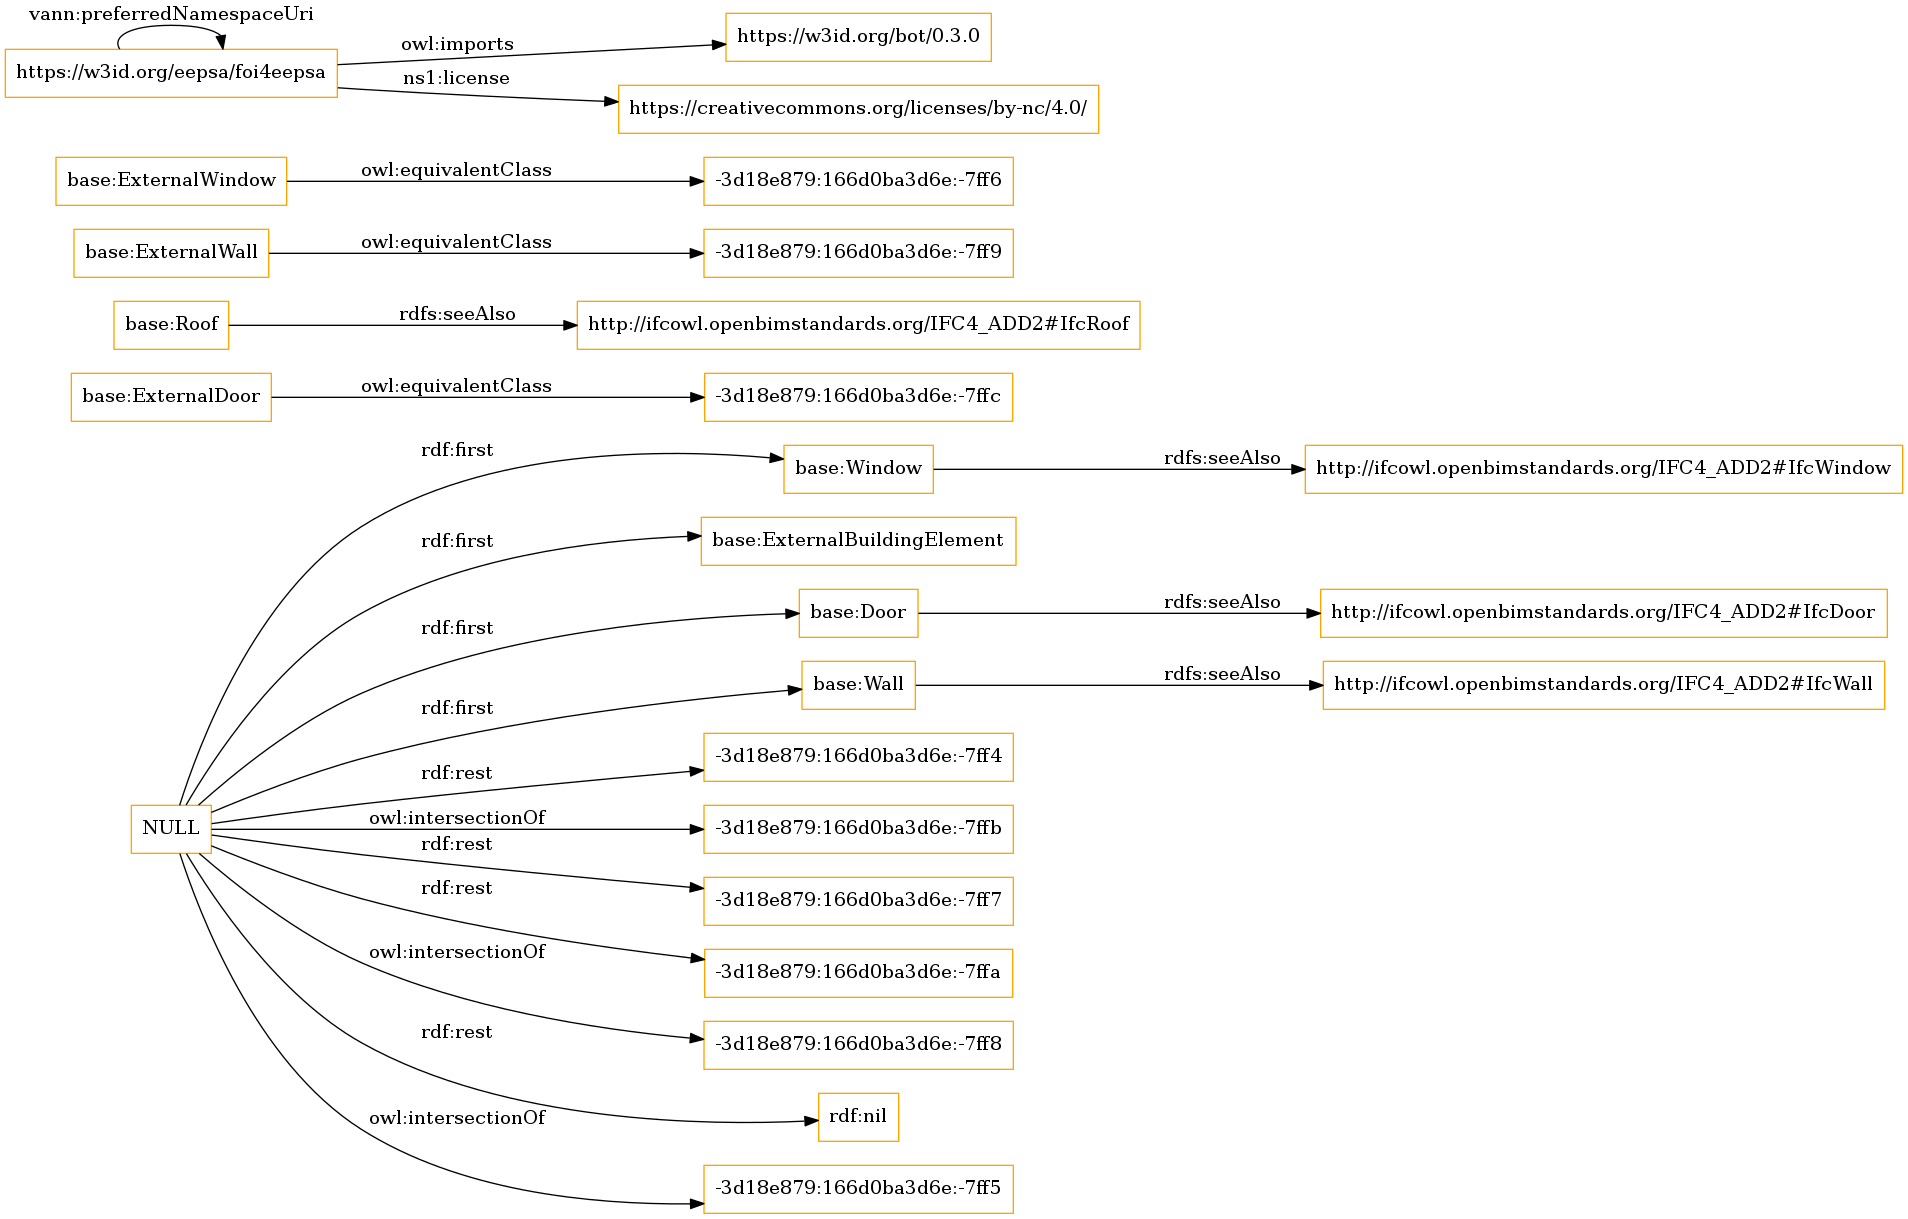 vann:preferredNamespaceUri
https://w3id.org/eepsa/foi4eepsa
owl:imports
https://w3id.org/bot/0.3.0
ns1:license
https://creativecommons.org/licenses/by-nc/4.0/
base:ExternalWindow
owl:equivalentClass
-3d18e879:166d0ba3d6e:-7ff6
base:ExternalWall
owl:equivalentClass
-3d18e879:166d0ba3d6e:-7ff9
base:Roof
rdfs:seeAlso
http://ifcowl.openbimstandards.org/IFC4_ADD2#IfcRoof
base:ExternalDoor
owl:equivalentClass
-3d18e879:166d0ba3d6e:-7ffc
rdf:first
base:Window
rdfs:seeAlso
http://ifcowl.openbimstandards.org/IFC4_ADD2#IfcWindow
rdf:first
base:ExternalBuildingElement
rdf:first
base:Door
rdfs:seeAlso
http://ifcowl.openbimstandards.org/IFC4_ADD2#IfcDoor
rdf:first
base:Wall
rdfs:seeAlso
http://ifcowl.openbimstandards.org/IFC4_ADD2#IfcWall
rdf:rest
-3d18e879:166d0ba3d6e:-7ff4
NULL
owl:intersectionOf
-3d18e879:166d0ba3d6e:-7ffb
rdf:rest
-3d18e879:166d0ba3d6e:-7ff7
rdf:rest
-3d18e879:166d0ba3d6e:-7ffa
owl:intersectionOf
-3d18e879:166d0ba3d6e:-7ff8
rdf:rest
rdf:nil
owl:intersectionOf
-3d18e879:166d0ba3d6e:-7ff5